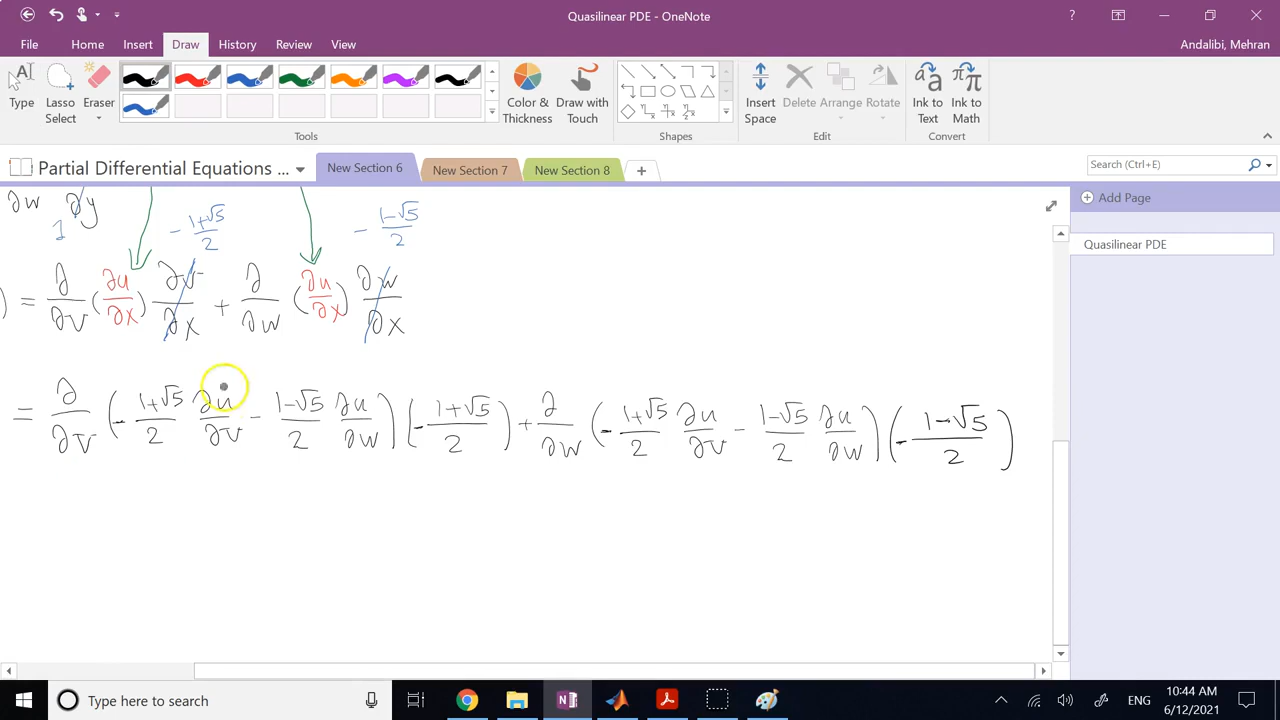 Quasilinear PDE - OneNote
Andalibi, Mehran
File Home Insert Draw History Review View
Type Lasso Select Eraser Color & Thickness Draw with Touch Insert Space Delete Arrange Rotate Ink to Text Ink to Math
Tools Shapes Edit Convert
Partial Differential Equations ... New Section 6 New Section 7 New Section 8 Search (Ctrl+E)
Add Page
Quasilinear PDE
∂w ∂y
1 -(1+√5)/2 -(1-√5)/2
) = ∂/∂v (∂u/∂x) ∂v/∂x + ∂/∂w (∂u/∂x) ∂w/∂x
= ∂/∂v (-(1+√5)/2 ∂u/∂v - (1-√5)/2 ∂u/∂w)(-(1+√5)/2) + ∂/∂w (-(1+√5)/2 ∂u/∂v - (1-√5)/2 ∂u/∂w)(-(1-√5)/2)
Type here to search
ENG
10:44 AM
6/12/2021